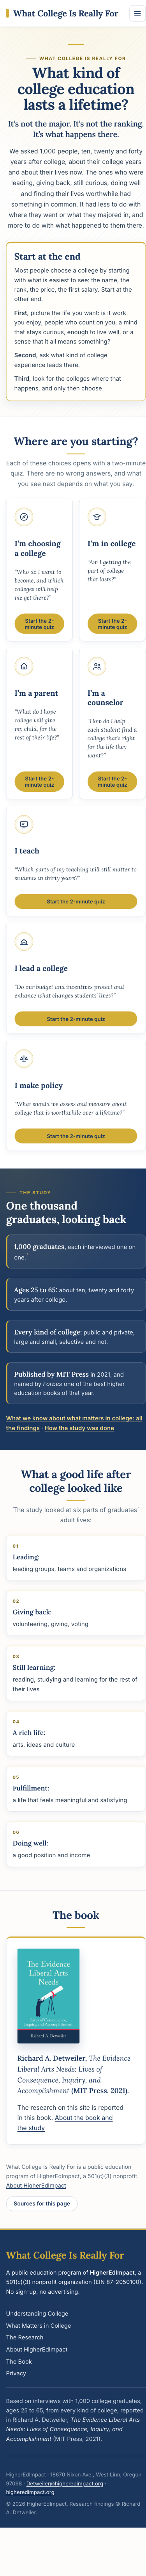 What College Is Really For
WHAT COLLEGE IS REALLY FOR
What kind of
college education
lasts a lifetime?
It's not the major. It's not the ranking.
It's what happens there.
We asked 1,000 people, ten, twenty and forty
years after college, about their college years
and about their lives now. The ones who were
leading, giving back, still curious, doing well
and finding their lives worthwhile had
something in common. It had less to do with
where they went or what they majored in, and
more to do with what happened to them there.
Start at the end
Most people choose a college by starting
with what is easiest to see: the name, the
rank, the price, the first salary. Start at the
other end.
First, picture the life you want: is it work
you enjoy, people who count on you, a mind
that stays curious, enough to live well, or a
sense that it all means something?
Second, ask what kind of college
experience leads there.
Third, look for the colleges where that
happens, and only then choose.
Where are you starting?
Each of these choices opens with a two-minute
quiz. There are no wrong answers, and what
you see next depends on what you say.
I'm choosing
a college
"Who do I want to
become, and which
colleges will help
me get there?"
Start the 2-
minute quiz
I'm in college
"Am I getting the
part of college
that lasts?"
Start the 2-
minute quiz
I'm a parent
"What do I hope
college will give
my child, for the
rest of their life?"
Start the 2-
minute quiz
I'm a
counselor
"How do I help
each student find a
college that's right
for the life they
want?"
Start the 2-
minute quiz
I teach
"Which parts of my teaching will still matter to
students in thirty years?"
Start the 2-minute quiz
I lead a college
"Do our budget and incentives protect and
enhance what changes students' lives?"
Start the 2-minute quiz
I make policy
"What should we assess and measure about
college that is worthwhile over a lifetime?"
Start the 2-minute quiz
THE STUDY
One thousand
graduates, looking back
1,000 graduates, each interviewed one on
one.
Ages 25 to 65: about ten, twenty and forty
years after college.
Every kind of college: public and private,
large and small, selective and not.
Published by MIT Press in 2021, and
named by Forbes one of the best higher
education books of that year.
What we know about what matters in college: all
the findings · How the study was done
What a good life after
college looked like
The study looked at six parts of graduates'
adult lives:
01
Leading:
leading groups, teams and organizations
02
Giving back:
volunteering, giving, voting
03
Still learning:
reading, studying and learning for the rest of
their lives
04
A rich life:
arts, ideas and culture
05
Fulfillment:
a life that feels meaningful and satisfying
06
Doing well:
a good position and income
The book
The Evidence
Liberal Arts
Needs
Lives of Consequence,
Inquiry, and Accomplishment
Richard A. Detweiler
Richard A. Detweiler, The Evidence
Liberal Arts Needs: Lives of
Consequence, Inquiry, and
Accomplishment (MIT Press, 2021).
The research on this site is reported
in this book. About the book and
the study
What College Is Really For is a public education
program of HigherEdImpact, a 501(c)(3) nonprofit.
About HigherEdImpact
Sources for this page
What College Is Really For
A public education program of HigherEdImpact, a
501(c)(3) nonprofit organization (EIN 87-2050100).
No sign-up, no advertising.
Understanding College
What Matters in College
The Research
About HigherEdImpact
The Book
Privacy
Based on interviews with 1,000 college graduates,
ages 25 to 65, from every kind of college, reported
in Richard A. Detweiler, The Evidence Liberal Arts
Needs: Lives of Consequence, Inquiry, and
Accomplishment (MIT Press, 2021).
HigherEdImpact · 18670 Nixon Ave., West Linn, Oregon
97068 · Detweiler@higheredimpact.org ·
higheredimpact.org
© 2026 HigherEdImpact. Research findings © Richard
A. Detweiler.